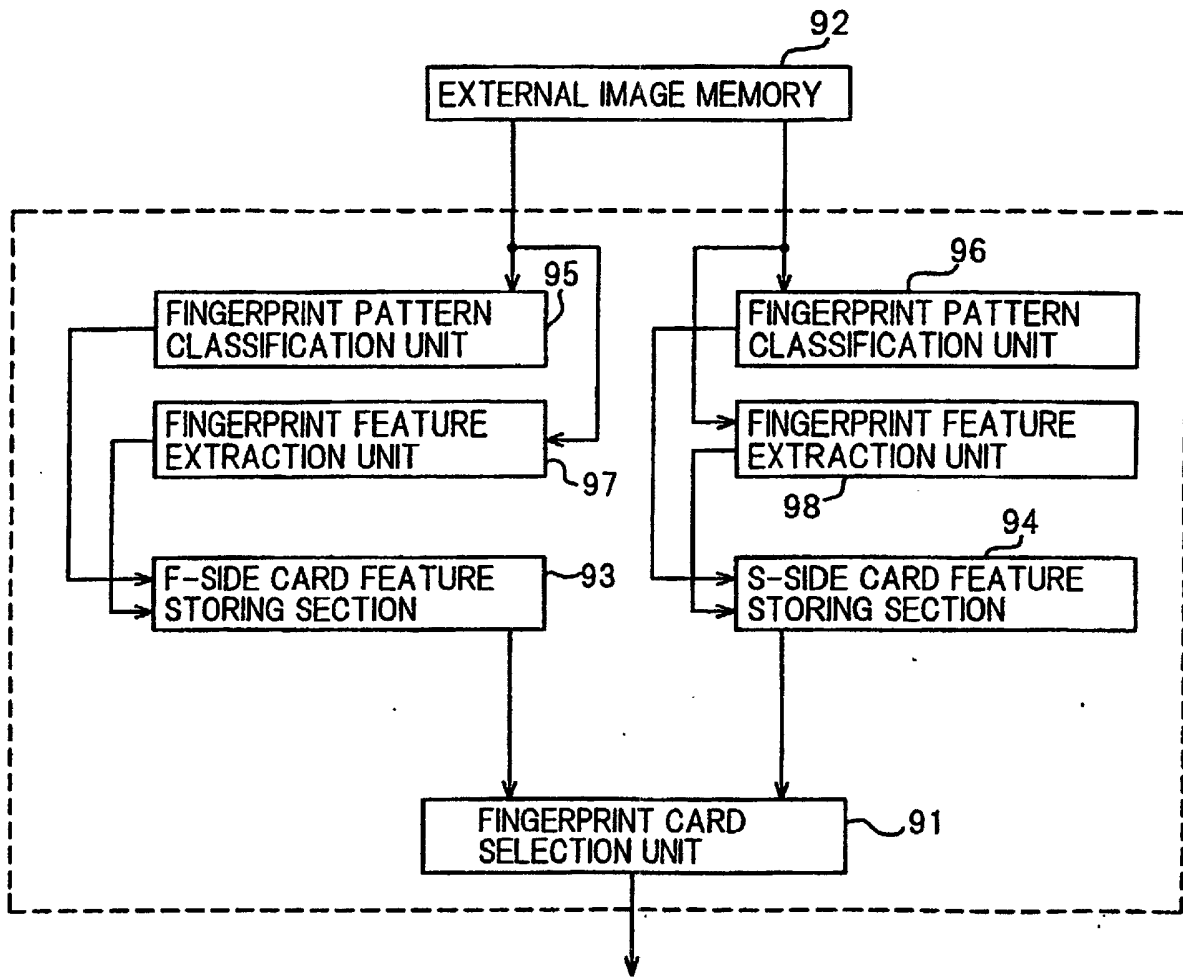 92
EXTERNAL IMAGE MEMORY
95
FINGERPRINT PATTERN
CLASSIFICATION UNIT
96
FINGERPRINT PATTERN
CLASSIFICATION UNIT
FINGERPRINT FEATURE
EXTRACTION UNIT
97
FINGERPRINT FEATURE
EXTRACTION UNIT
98
F-SIDE CARD FEATURE
STORING SECTION
93
94
S-SIDE CARD FEATURE
STORING SECTION
FINGERPRINT CARD
SELECTION UNIT
91